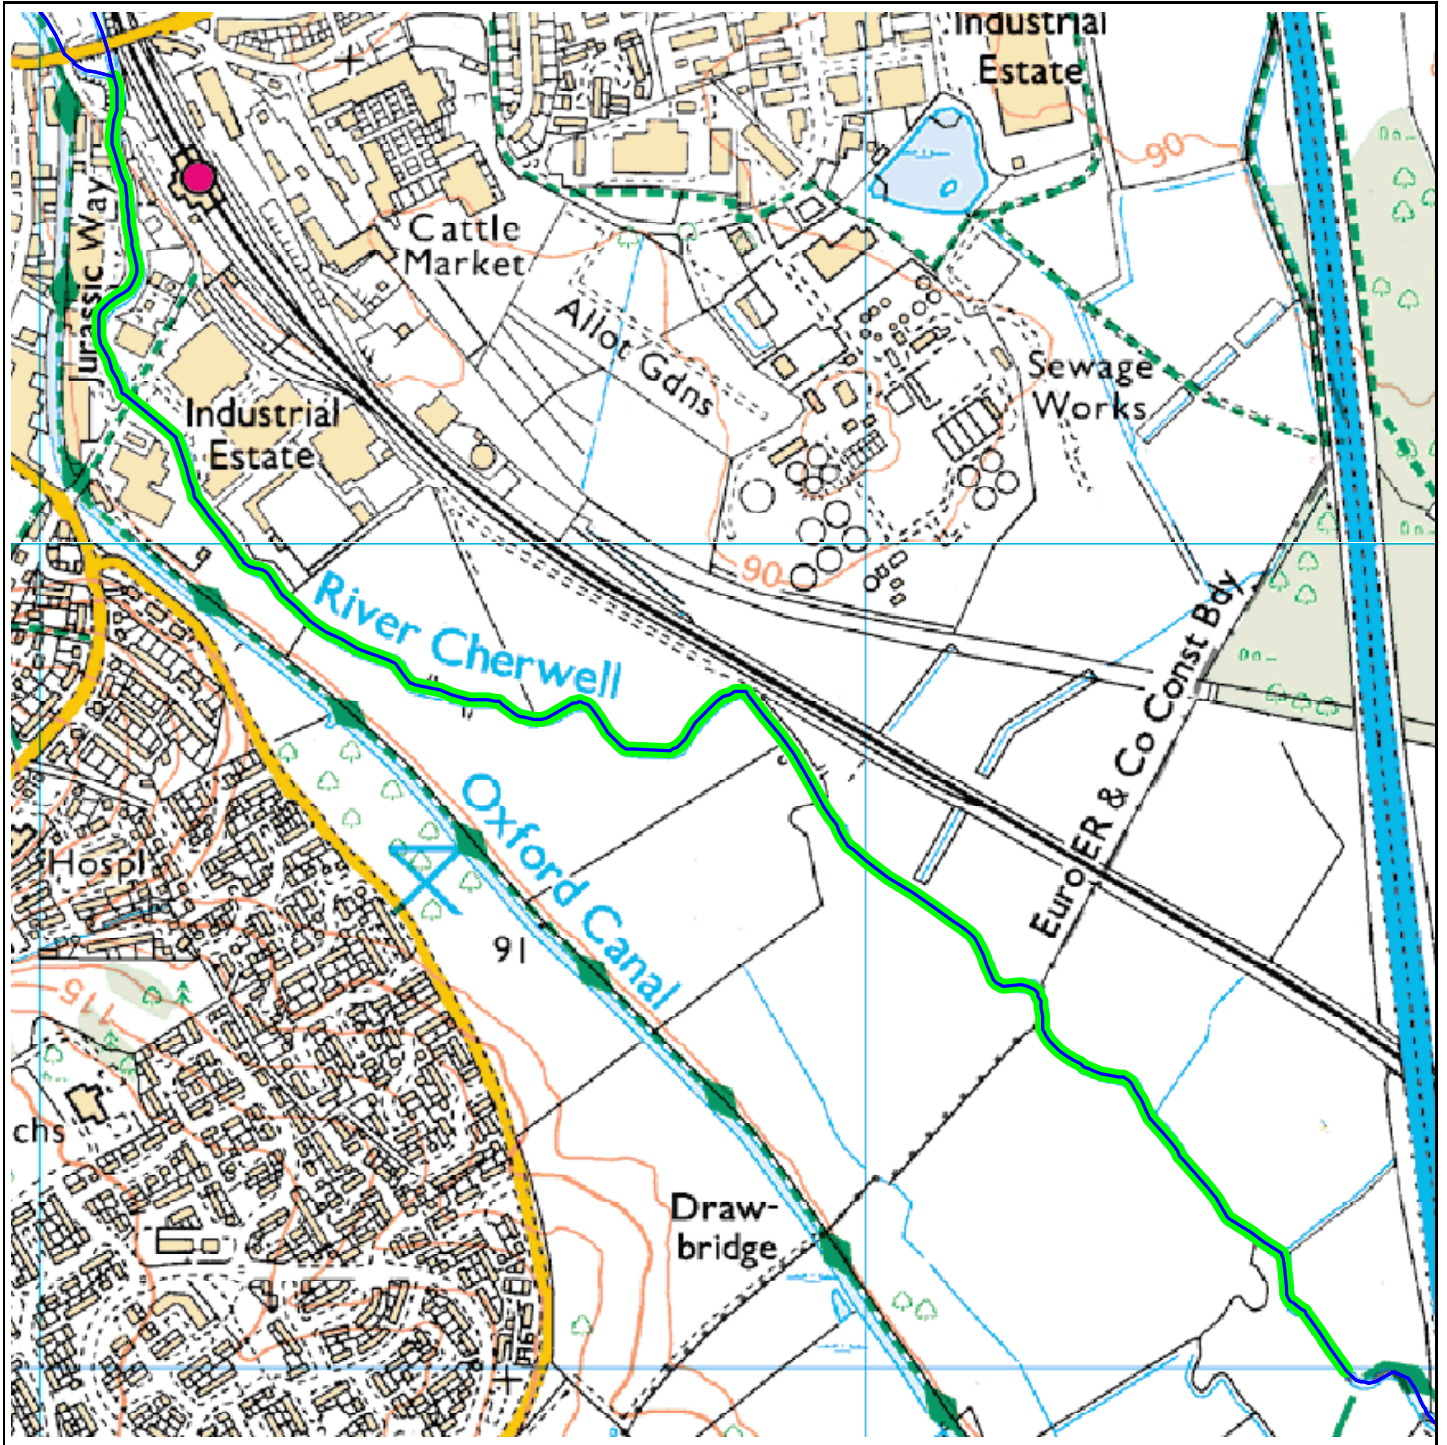 Industrial
Estate
90
Cattle
Market
Jurassic Way
Allot Gdns
Sewage
Works
Industrial
Estate
90
River Cherwell
Euro ER & Co Const Bdy
Oxford Canal
Hospl
91
115
chs
Draw-
bridge